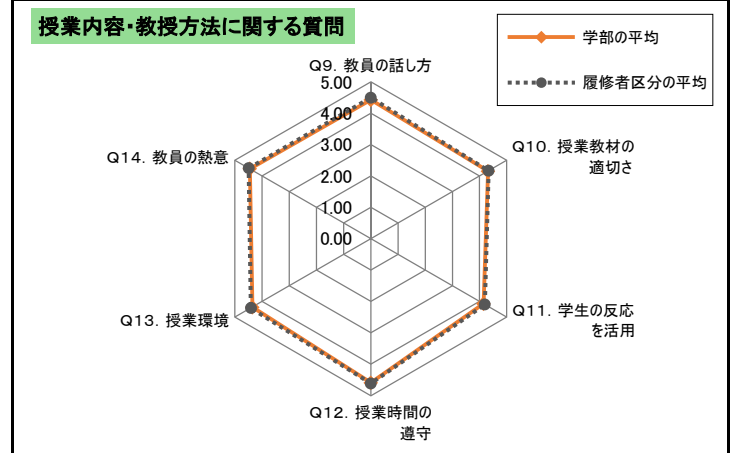 授業内容・教授方法に関する質問
学部の平均
履修者区分の平均
Q9. 教員の話し方
5.00
4.00
3.00
2.00
1.00
0.00
Q10. 授業教材の
適切さ
Q11. 学生の反応
を活用
Q12. 授業時間の
遵守
Q13. 授業環境
Q14. 教員の熱意